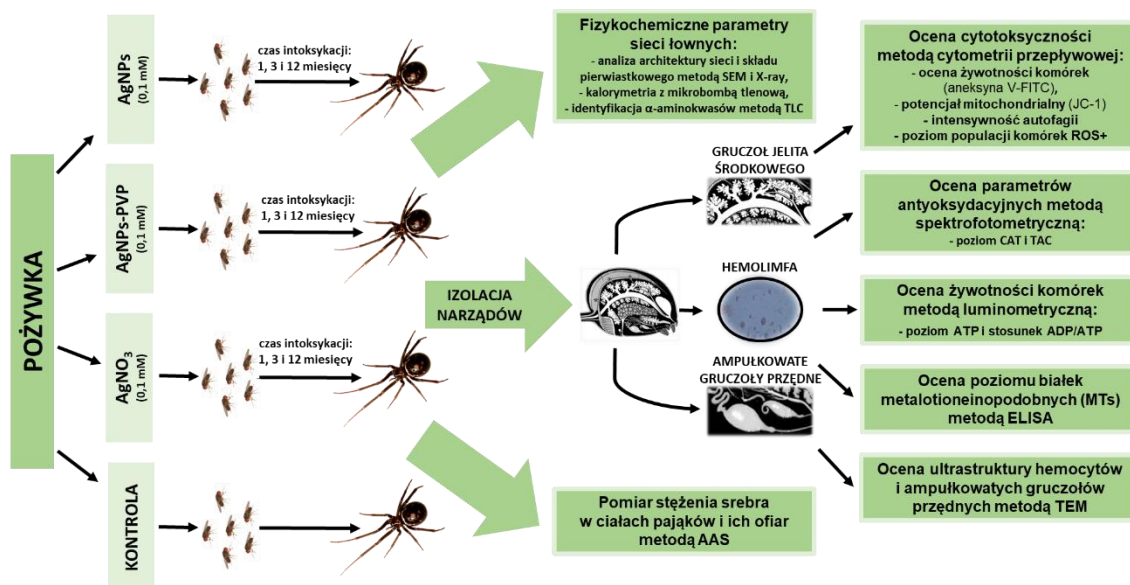 POŻYWKA
AgNPs
(0,1 mM)
czas intoksykacji:
1, 3 i 12 miesięcy
AgNPs-PVP
(0,1 mM)
czas intoksykacji:
1, 3 i 12 miesięcy
AgNO₃
(0,1 mM)
czas intoksykacji:
1, 3 i 12 miesięcy
KONTROLA
Fizykochemiczne parametry
sieci łownych:
- analiza architektury sieci i składu
pierwiastkowego metodą SEM i X-ray,
- kalorymetria z mikrobombą tlenową,
- identyfikacja α-aminokwasów metodą TLC
IZOLACJA
NARZĄDÓW
Pomiar stężenia srebra
w ciałach pająków i ich ofiar
metodą AAS
GRUCZOŁ JELITA
ŚRODKOWEGO
HEMOLIMFA
AMPUŁKOWATE
GRUCZOŁY PRZĘDNE
Ocena cytotoksyczności
metodą cytometrii przepływowej:
- ocena żywotności komórek
(aneksyna V-FITC),
- potencjał mitochondrialny (JC-1)
- intensywność autofagii
- poziom populacji komórek ROS+
Ocena parametrów
antyoksydacyjnych metodą
spektrofotometryczną:
- poziom CAT i TAC
Ocena żywotności komórek
metodą luminometryczną:
- poziom ATP i stosunek ADP/ATP
Ocena poziomu białek
metalotioneinopodobnych (MTs)
metodą ELISA
Ocena ultrastruktury hemocytów
i ampułkowatych gruczołów
przędnych metodą TEM